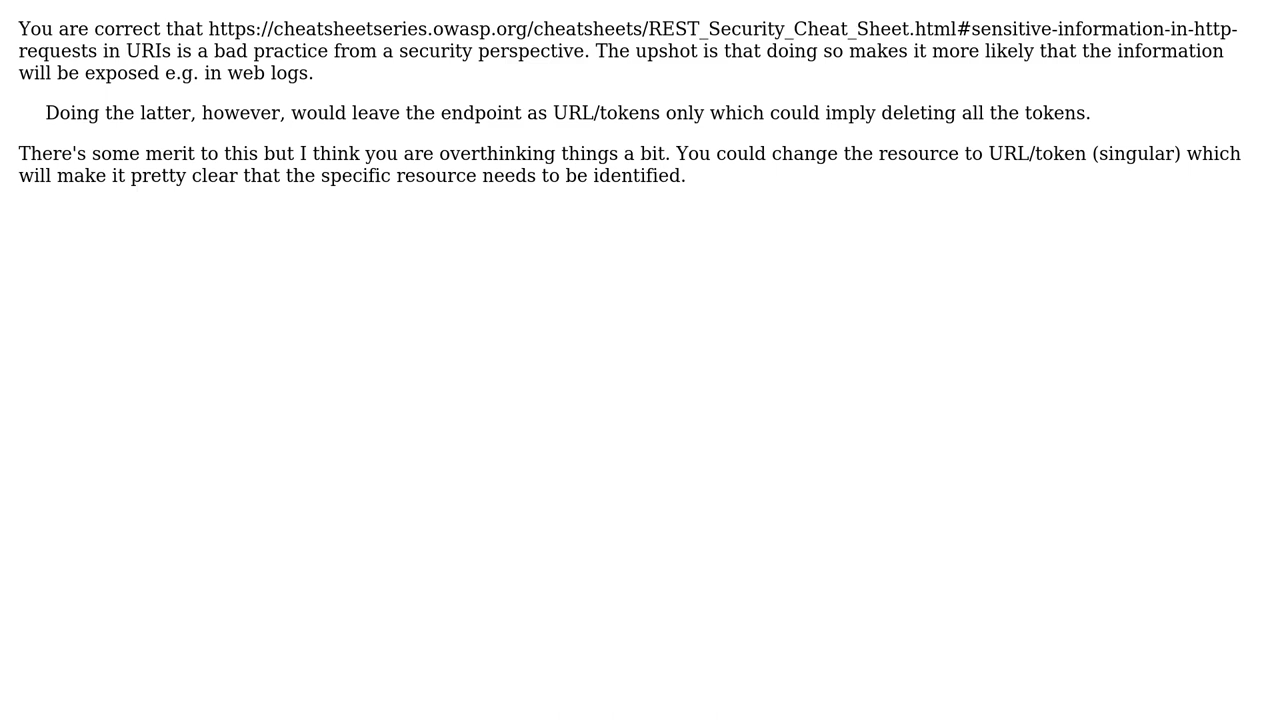 You are correct that https://cheatsheetseries.owasp.org/cheatsheets/REST_Security_Cheat_Sheet.html#sensitive-information-in-http-
requests in URIs is a bad practice from a security perspective. The upshot is that doing so makes it more likely that the information
will be exposed e.g. in web logs.
Doing the latter, however, would leave the endpoint as URL/tokens only which could imply deleting all the tokens.
There's some merit to this but I think you are overthinking things a bit. You could change the resource to URL/token (singular) which
will make it pretty clear that the specific resource needs to be identified.